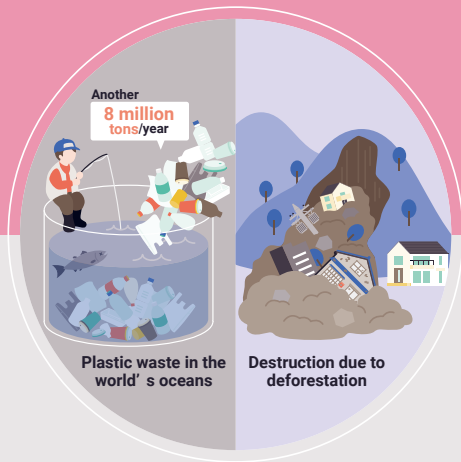 Another
8 million
tons/year
Plastic waste in the
world’ s oceans
Destruction due to
deforestation